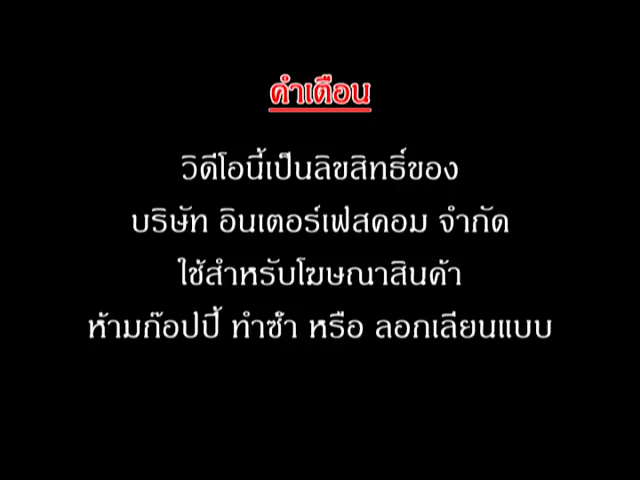 คำเตือน
วิดีโอนี้เป็นลิขสิทธิ์ของ
บริษัท อินเตอร์เฟสคอม จำกัด
ใช้สำหรับโฆษณาสินค้า
ห้ามก๊อปปี้ ทำซ้ำ หรือ ลอกเลียนแบบ